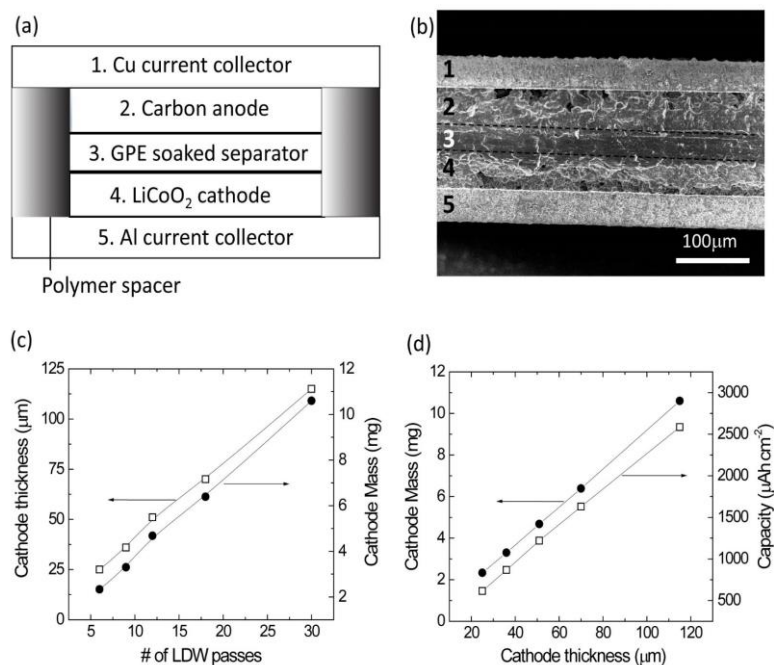 (a)
1. Cu current collector
2. Carbon anode
3. GPE soaked separator
4. LiCoO₂ cathode
5. Al current collector
Polymer spacer
(b)
1
2
3
4
5
100μm
(c)
Cathode thickness (μm)
125
100
75
50
25
0
12
10
8
6
4
2
Cathode Mass (mg)
5 10 15 20 25 30
# of LDW passes
(d)
Cathode Mass (mg)
12
10
8
6
4
2
0
3000
2500
2000
1500
1000
500
Capacity (μAh cm⁻²)
20 40 60 80 100 120
Cathode thickness (μm)